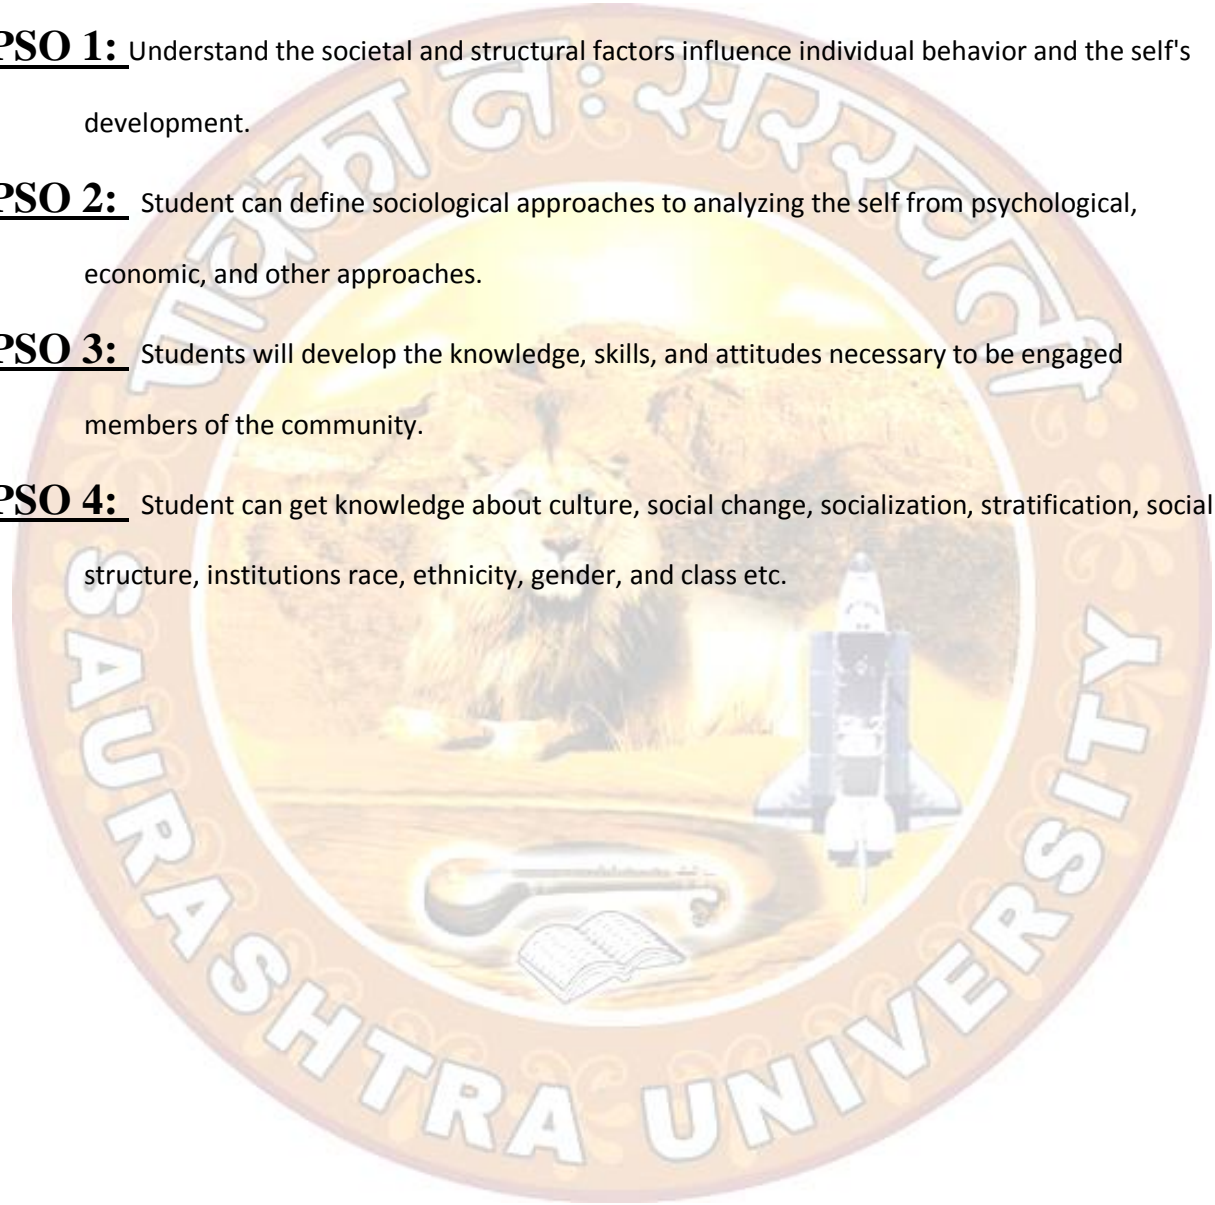 PSO 1: Understand the societal and structural factors influence individual behavior and the self's
development.
PSO 2: Student can define sociological approaches to analyzing the self from psychological,
economic, and other approaches.
PSO 3: Students will develop the knowledge, skills, and attitudes necessary to be engaged
members of the community.
PSO 4: Student can get knowledge about culture, social change, socialization, stratification, social
structure, institutions race, ethnicity, gender, and class etc.
पावका नः सरस्वती
SAURASHTRA UNIVERSITY